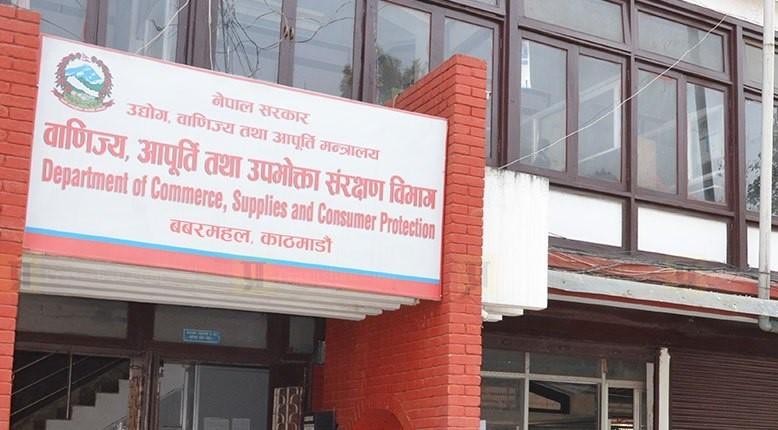 नेपाल सरकार
उद्योग, वाणिज्य तथा आपूर्ति मन्त्रालय
वाणिज्य, आपूर्ति तथा उपभोक्ता संरक्षण विभाग
Department of Commerce, Supplies and Consumer Protection
बबरमहल, काठमाडौं